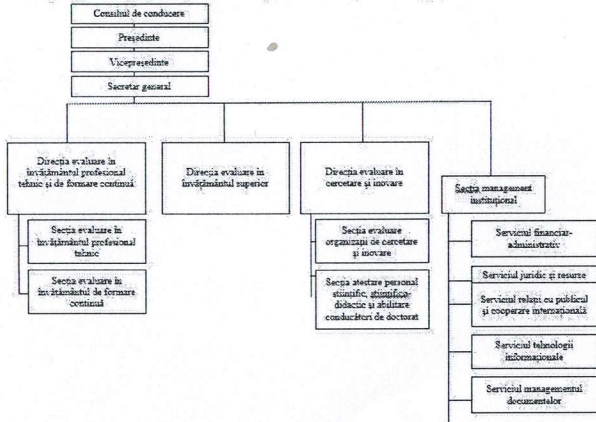 Consiliul de conducere
Președinte
Vicepreședinte
Secretar general
Direcția evaluare în
învățământul profesional
tehnic și de formare continuă
Direcția evaluare în
învățământul superior
Direcția evaluare în
cercetare și inovare
Secția management
instituțional
Secția evaluare în
învățământul profesional
tehnic
Secția evaluare în
învățământul de formare
continuă
Secția evaluare
organizații de cercetare
și inovare
Secția atestare personal
științific, științifico-
didactic și abilitare
conducători de doctorat
Serviciul financiar-
administrativ
Serviciul juridic și resurse
Serviciul relații cu publicul
și cooperare internațională
Serviciul tehnologii
informaționale
Serviciul managementul
documentelor